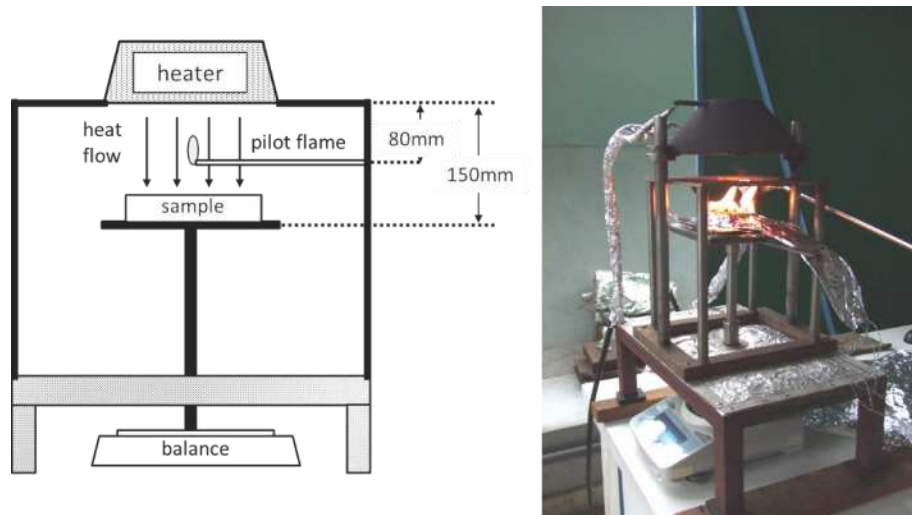 heater
heat
flow
pilot flame
80mm
150mm
sample
balance